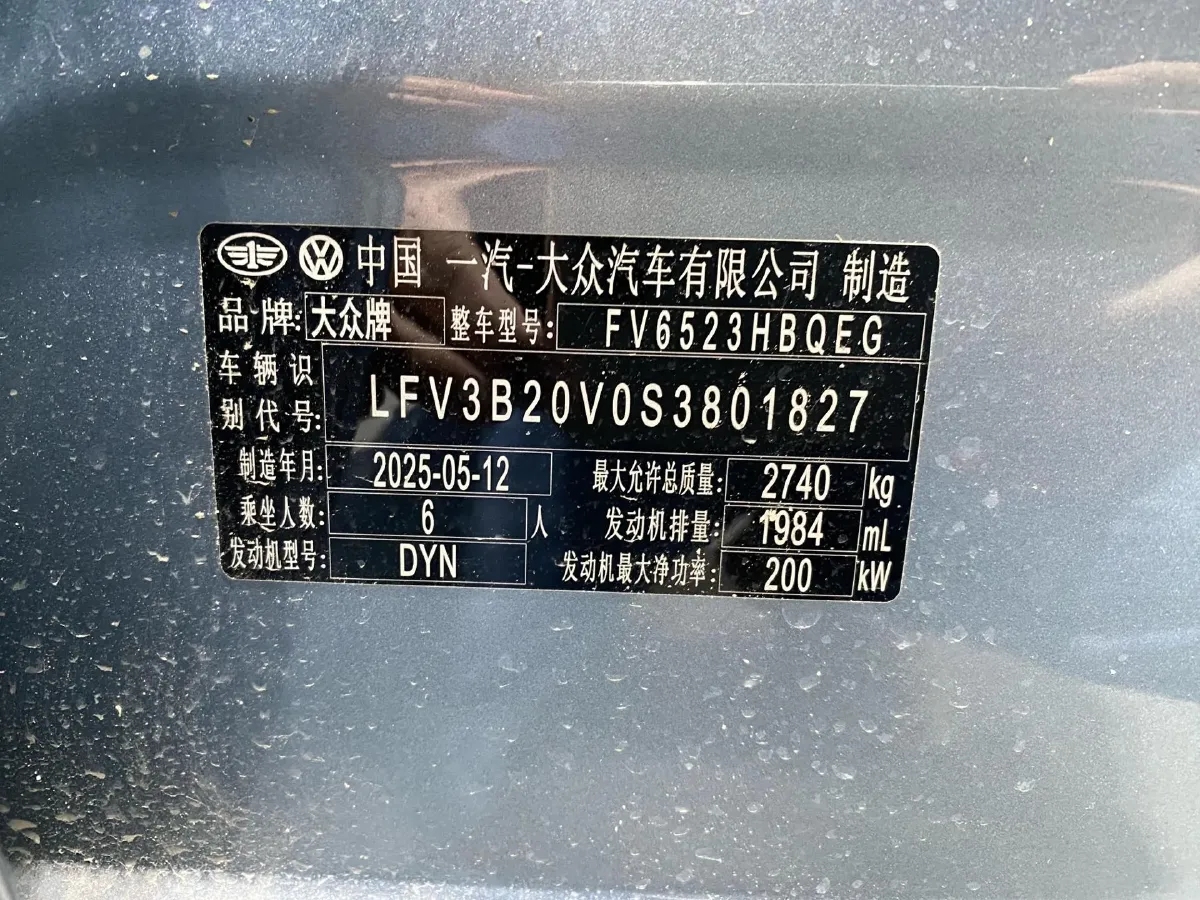 中国 一汽-大众汽车有限公司 制造
品牌: 大众牌 整车型号: FV6523HBQEG
车辆识别代号: LFV3B20V0S3801827
制造年月: 2025-05-12 最大允许总质量: 2740 kg
乘坐人数: 6 人 发动机排量: 1984 mL
发动机型号: DYN 发动机最大净功率: 200 kW